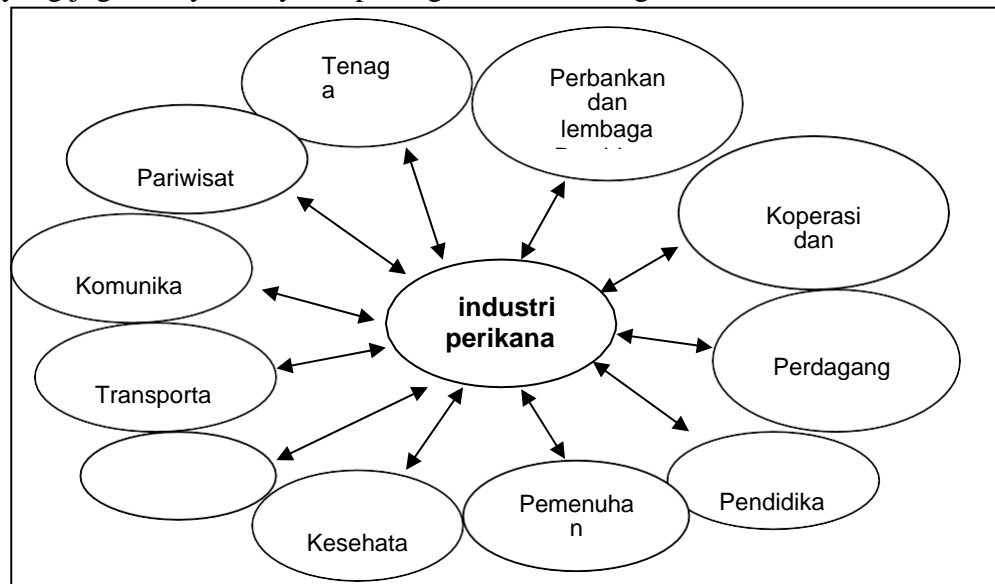 Tenag
a
Perbankan
dan
lembaga
Pariwisat
Koperasi
dan
Komunika
industri
perikana
Perdagang
Transporta
Pendidika
Pemenuha
n
Kesehata